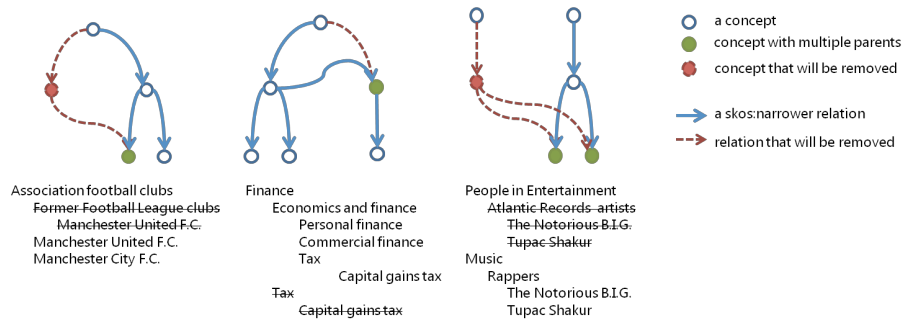 a concept
concept with multiple parents
concept that will be removed
a skos:narrower relation
relation that will be removed
Association football clubs
Former Football League clubs
Manchester United F.C.
Manchester United F.C.
Manchester City F.C.
Finance
Economics and finance
Personal finance
Commercial finance
Tax
Capital gains tax
Tax
Capital gains tax
People in Entertainment
Atlantic Records artists
The Notorious B.I.G.
Tupac Shakur
Music
Rappers
The Notorious B.I.G.
Tupac Shakur